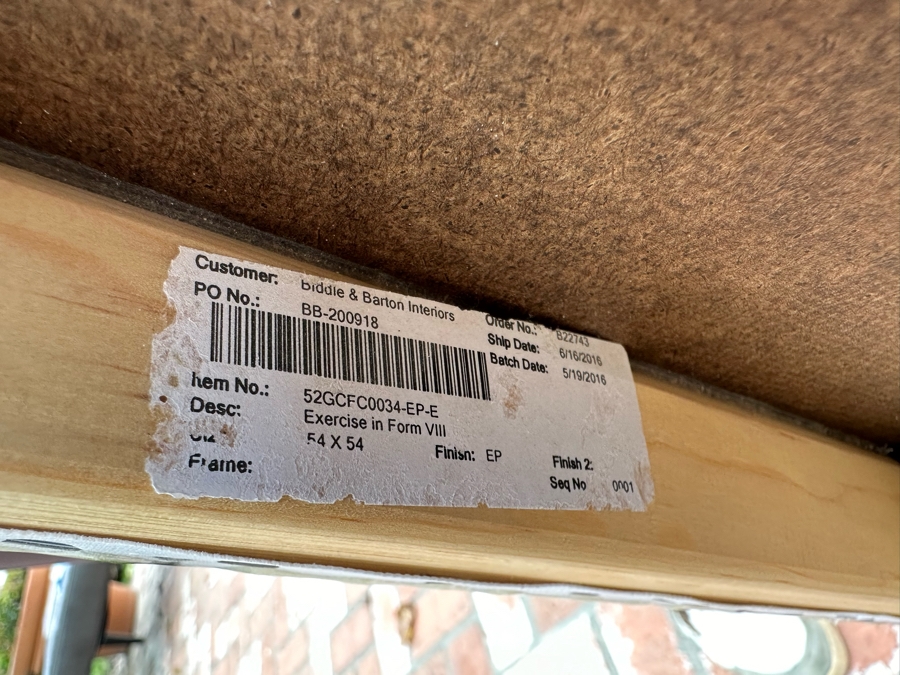 Customer: Biddle & Barton Interiors
PO No.: BB-200918
Order No.: B22743
Ship Date: 6/16/2016
Batch Date: 5/19/2016
Item No.: 52GCFC0034-EP-E
Desc: Exercise in Form VIII
54 X 54
Finish: EP
Finish 2:
Frame:
Seq No 0001